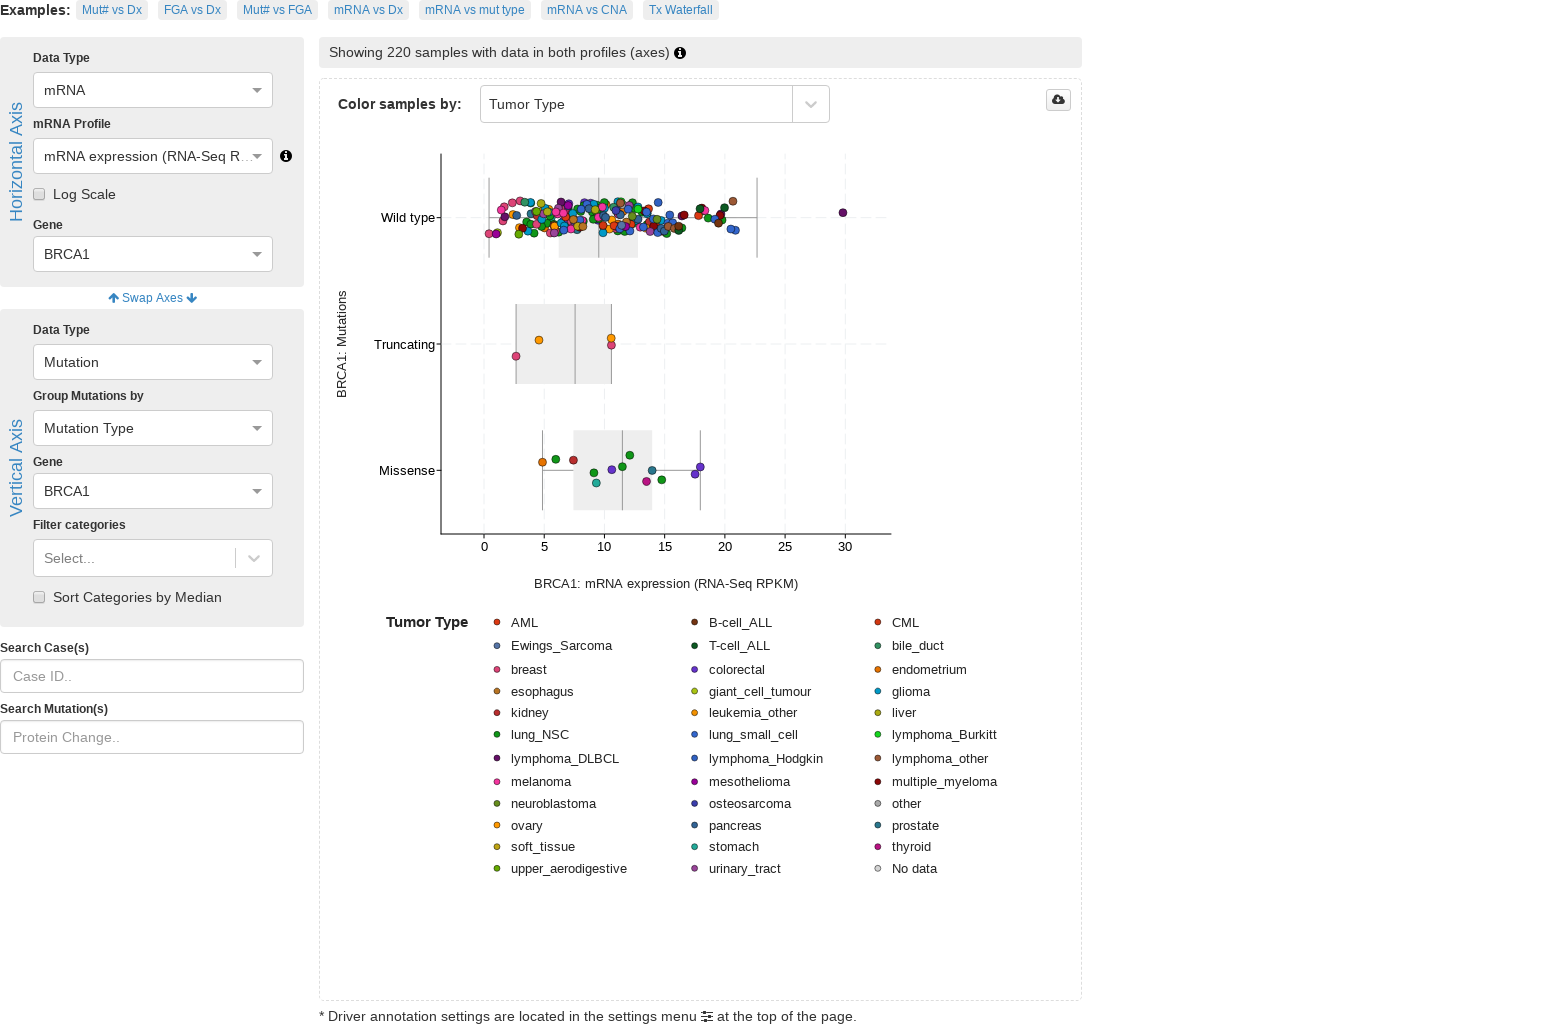 Examples: Mut# vs Dx FGA vs Dx Mut# vs FGA mRNA vs Dx mRNA vs mut type mRNA vs CNA Tx Waterfall
Horizontal Axis
Data Type
mRNA
mRNA Profile
mRNA expression (RNA-Seq R...
Log Scale
Gene
BRCA1
Swap Axes
Vertical Axis
Data Type
Mutation
Group Mutations by
Mutation Type
Gene
BRCA1
Filter categories
Select...
Sort Categories by Median
Search Case(s)
Case ID..
Search Mutation(s)
Protein Change..
Showing 220 samples with data in both profiles (axes)
Color samples by: Tumor Type
BRCA1: Mutations
Wild type
Truncating
Missense
0 5 10 15 20 25 30
BRCA1: mRNA expression (RNA-Seq RPKM)
Tumor Type
AML B-cell_ALL CML
Ewings_Sarcoma T-cell_ALL bile_duct
breast colorectal endometrium
esophagus giant_cell_tumour glioma
kidney leukemia_other liver
lung_NSC lung_small_cell lymphoma_Burkitt
lymphoma_DLBCL lymphoma_Hodgkin lymphoma_other
melanoma mesothelioma multiple_myeloma
neuroblastoma osteosarcoma other
ovary pancreas prostate
soft_tissue stomach thyroid
upper_aerodigestive urinary_tract No data
* Driver annotation settings are located in the settings menu at the top of the page.